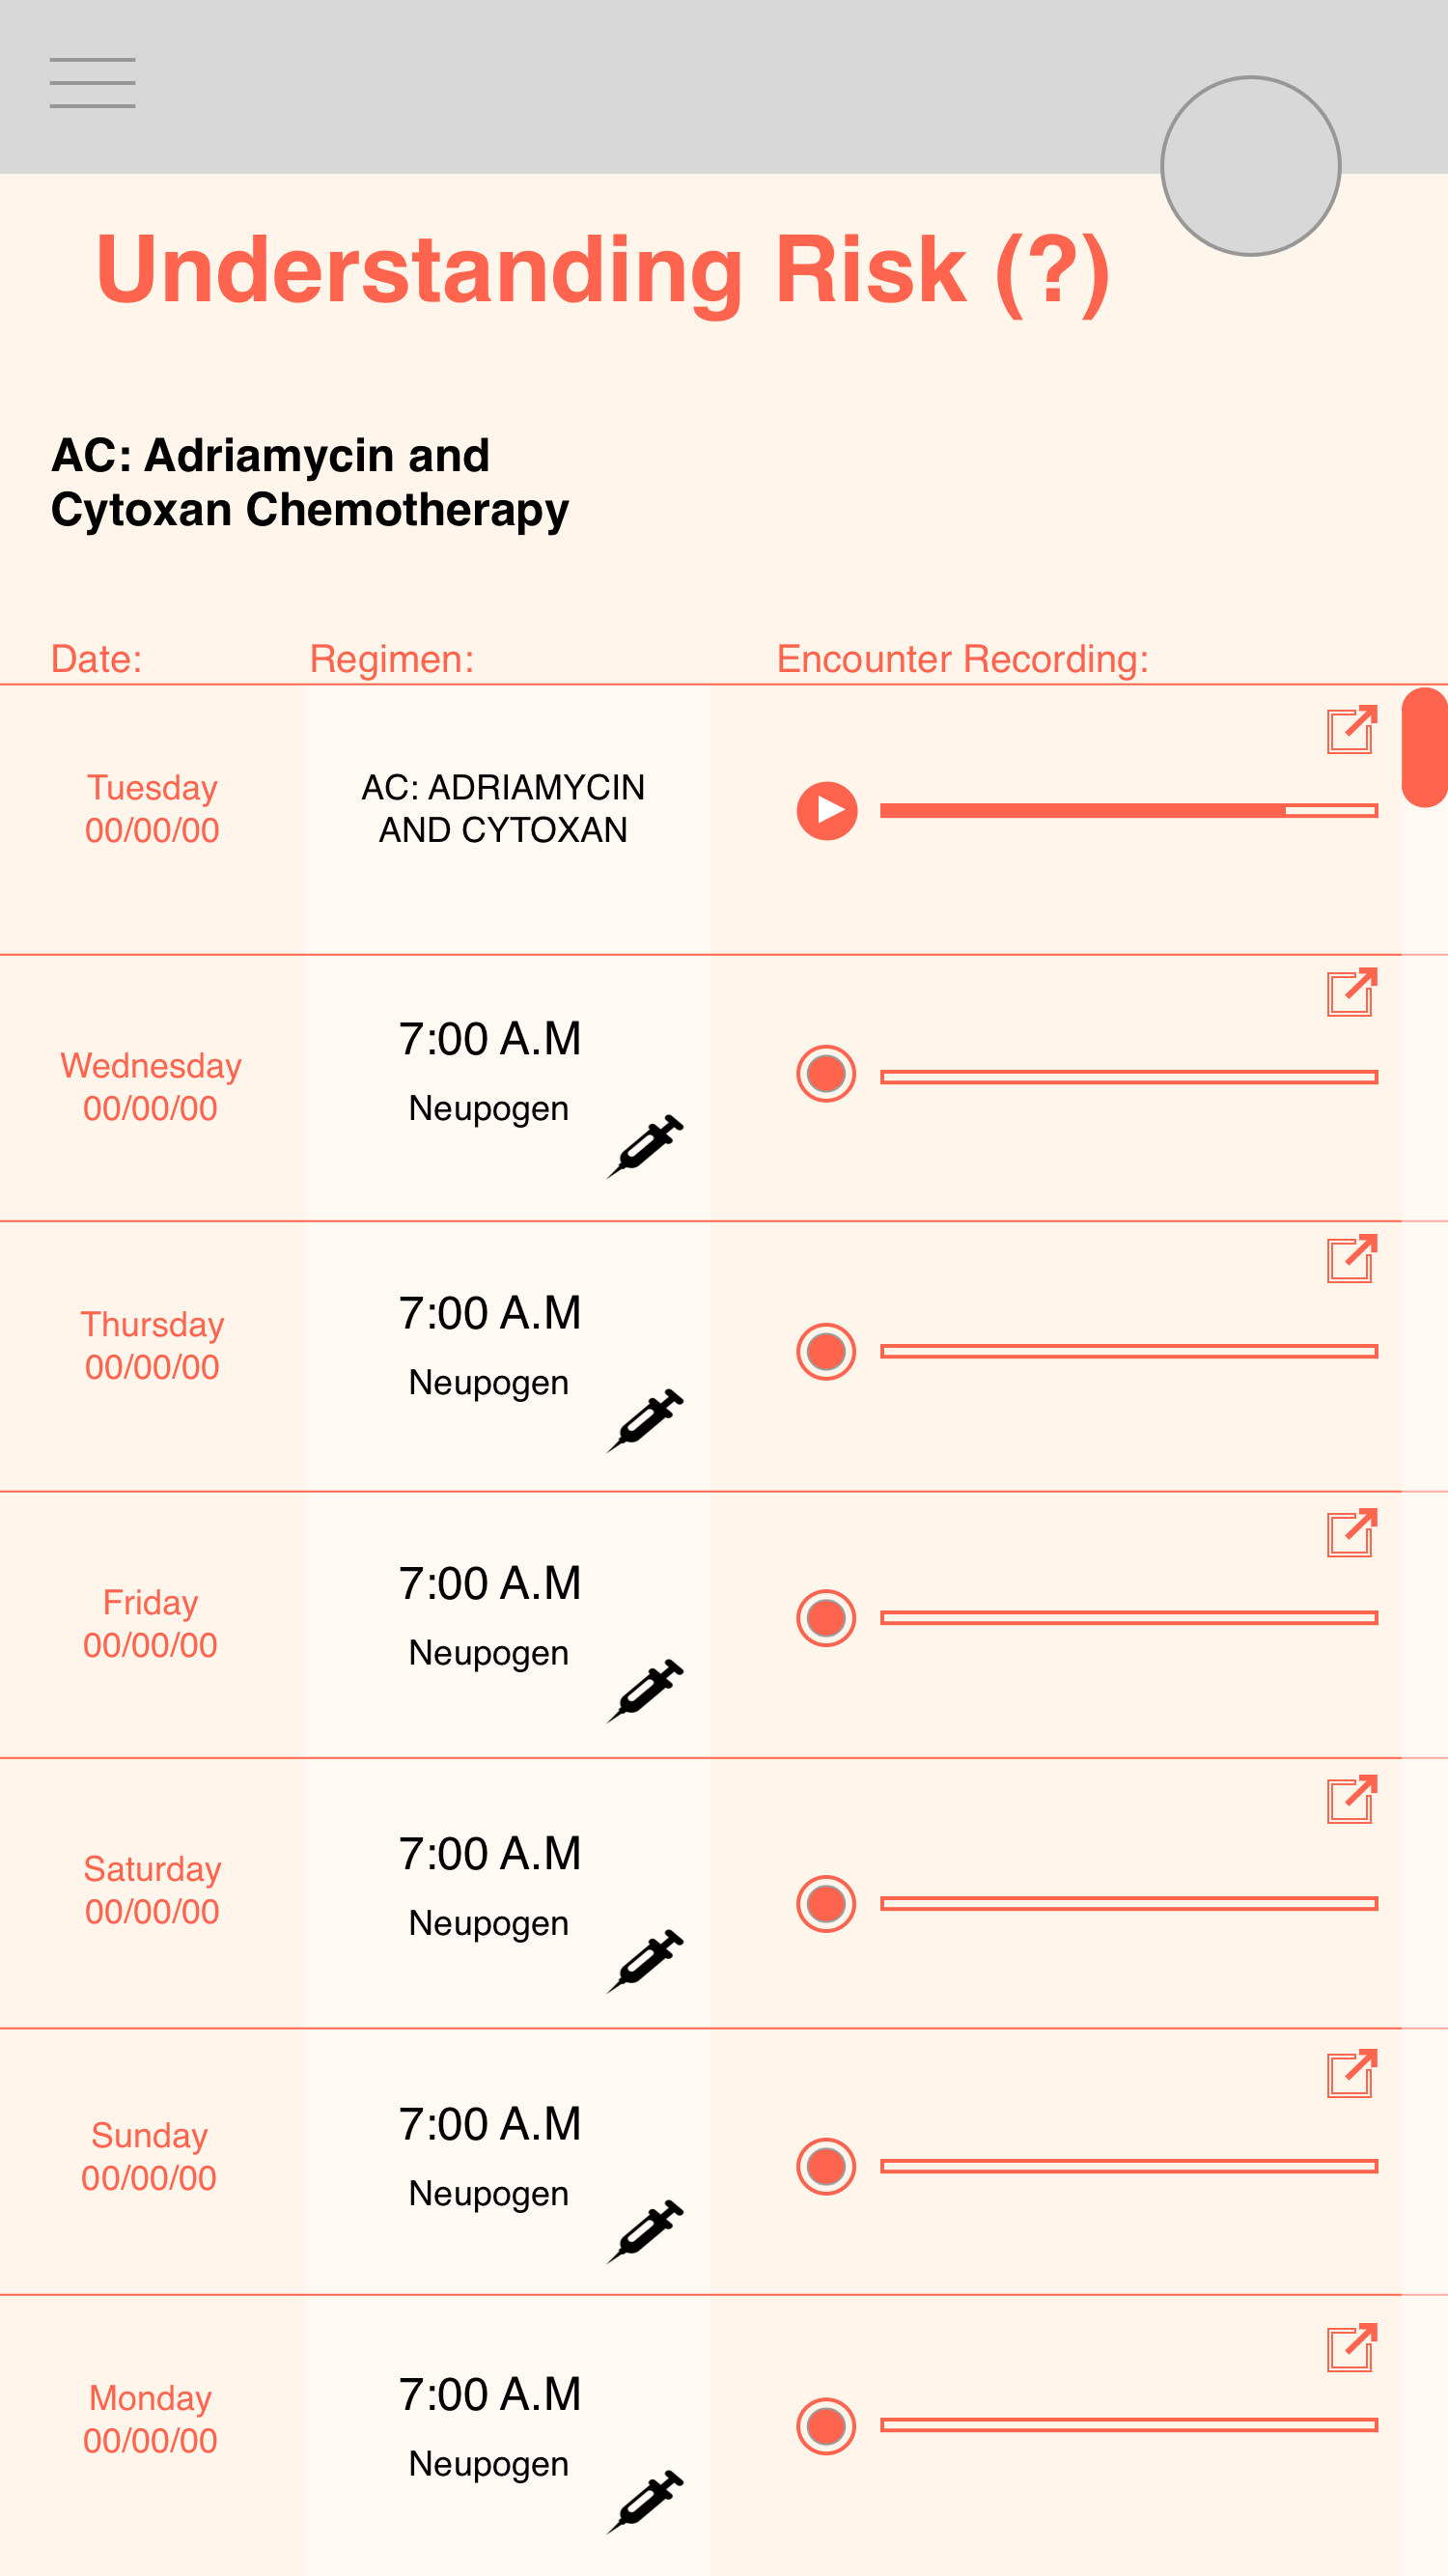 Understanding Risk (?)
AC: Adriamycin and
Cytoxan Chemotherapy
Date: Regimen: Encounter Recording:
Tuesday
00/00/00
AC: ADRIAMYCIN
AND CYTOXAN
Wednesday
00/00/00
7:00 A.M
Neupogen
Thursday
00/00/00
7:00 A.M
Neupogen
Friday
00/00/00
7:00 A.M
Neupogen
Saturday
00/00/00
7:00 A.M
Neupogen
Sunday
00/00/00
7:00 A.M
Neupogen
Monday
00/00/00
7:00 A.M
Neupogen